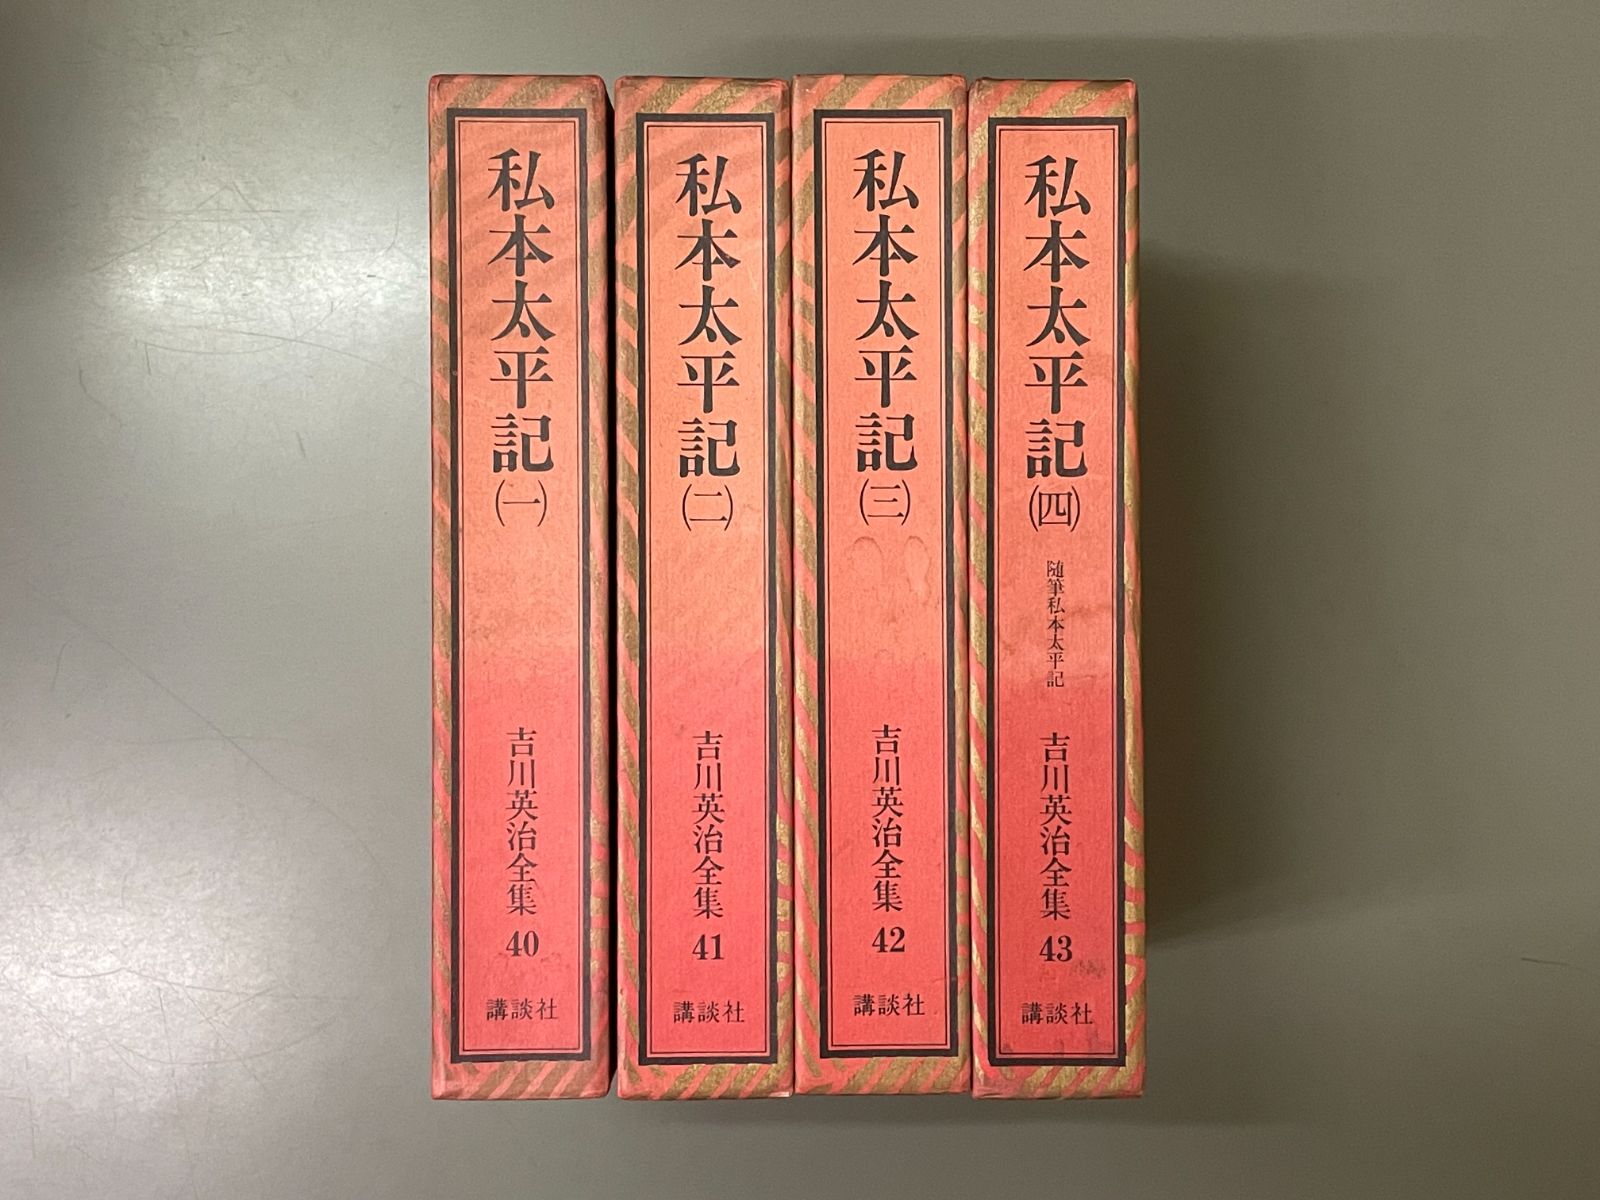 私本太平記(一)
吉川英治全集 40
講談社
私本太平記(二)
吉川英治全集 41
講談社
私本太平記(三)
吉川英治全集 42
講談社
私本太平記(四)
随筆私本太平記
吉川英治全集 43
講談社